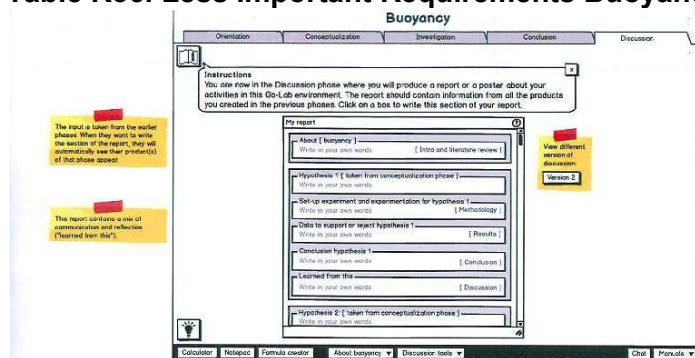 Table Req. Less important Requirements Buoyan
Buoyancy
Orientation
Conceptualization
Investigation
Conclusion
Discussion
Instructions
You are now in the Discussion phase where you will produce a report or a poster about your
activities in this Go-Lab environment. The report should contain information from all the products
you created in the previous phases. Click on a box to write this section of your report.
x
The input is taken from the earlier
phases. When they want to write
the section of the report, they will
automatically see their product(s)
of that phase appear
This report contains a mix of
communication and reflection
("learned from this").
My report
?
About [ buoyancy ]
Write in your own words [ Intro and literature review ]
Hypothesis 1 [ taken from conceptualization phase ]
Write in your own words
Set-up experiment and experimentation for hypothesis 1
Write in your own words [ Methodology ]
Data to support or reject hypothesis 1
Write in your own words [ Results ]
Conclusion hypothesis 1
Write in your own words [ Conclusion ]
Learned from this
Write in your own words [ Discussion ]
Hypothesis 2: [ taken from conceptualization phase ]
Write in your own words
View different
version of
discussion
Version 2
Calculator
Notepad
Formula creator
About buoyancy ▼
Discussion tools ▼
Chat
Manuals ▼